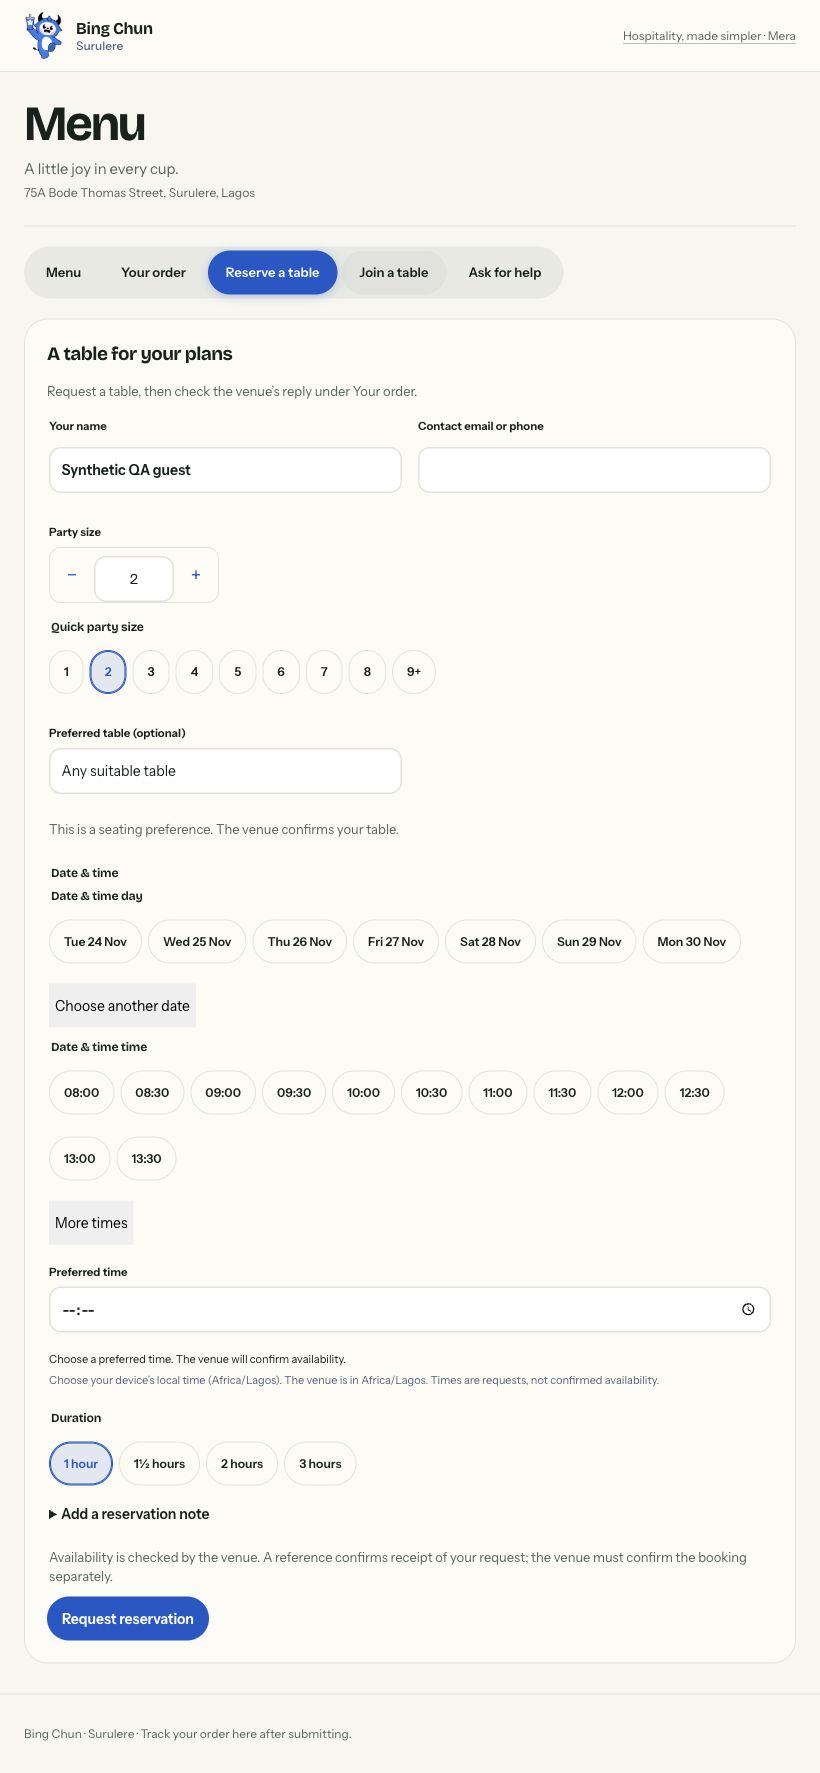 Bing Chun
Surulere
Hospitality, made simpler · Mera
Menu
A little joy in every cup.
75A Bode Thomas Street, Surulere, Lagos
Menu Your order Reserve a table Join a table Ask for help
A table for your plans
Request a table, then check the venue's reply under Your order.
Your name Contact email or phone
Synthetic QA guest
Party size
− 2 +
Quick party size
1 2 3 4 5 6 7 8 9+
Preferred table (optional)
Any suitable table
This is a seating preference. The venue confirms your table.
Date & time
Date & time day
Tue 24 Nov Wed 25 Nov Thu 26 Nov Fri 27 Nov Sat 28 Nov Sun 29 Nov Mon 30 Nov
Choose another date
Date & time time
08:00 08:30 09:00 09:30 10:00 10:30 11:00 11:30 12:00 12:30
13:00 13:30
More times
Preferred time
--:--
Choose a preferred time. The venue will confirm availability.
Choose your device's local time (Africa/Lagos). The venue is in Africa/Lagos. Times are requests, not confirmed availability.
Duration
1 hour 1½ hours 2 hours 3 hours
Add a reservation note
Availability is checked by the venue. A reference confirms receipt of your request; the venue must confirm the booking
separately.
Request reservation
Bing Chun · Surulere · Track your order here after submitting.